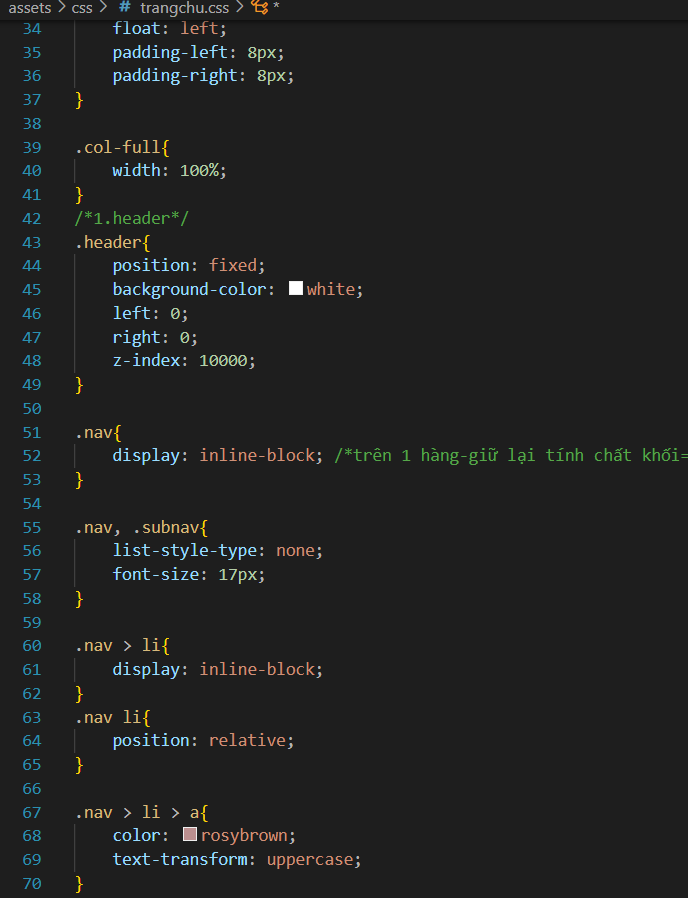 assets > css > # trangchu.css > *
34 float: left;
35 padding-left: 8px;
36 padding-right: 8px;
37 }
38
39 .col-full{
40 width: 100%;
41 }
42 /*1.header*/
43 .header{
44 position: fixed;
45 background-color: white;
46 left: 0;
47 right: 0;
48 z-index: 10000;
49 }
50
51 .nav{
52 display: inline-block; /*trên 1 hàng-giữ lại tính chất khối=
53 }
54
55 .nav, .subnav{
56 list-style-type: none;
57 font-size: 17px;
58 }
59
60 .nav > li{
61 display: inline-block;
62 }
63 .nav li{
64 position: relative;
65 }
66
67 .nav > li > a{
68 color: rosybrown;
69 text-transform: uppercase;
70 }